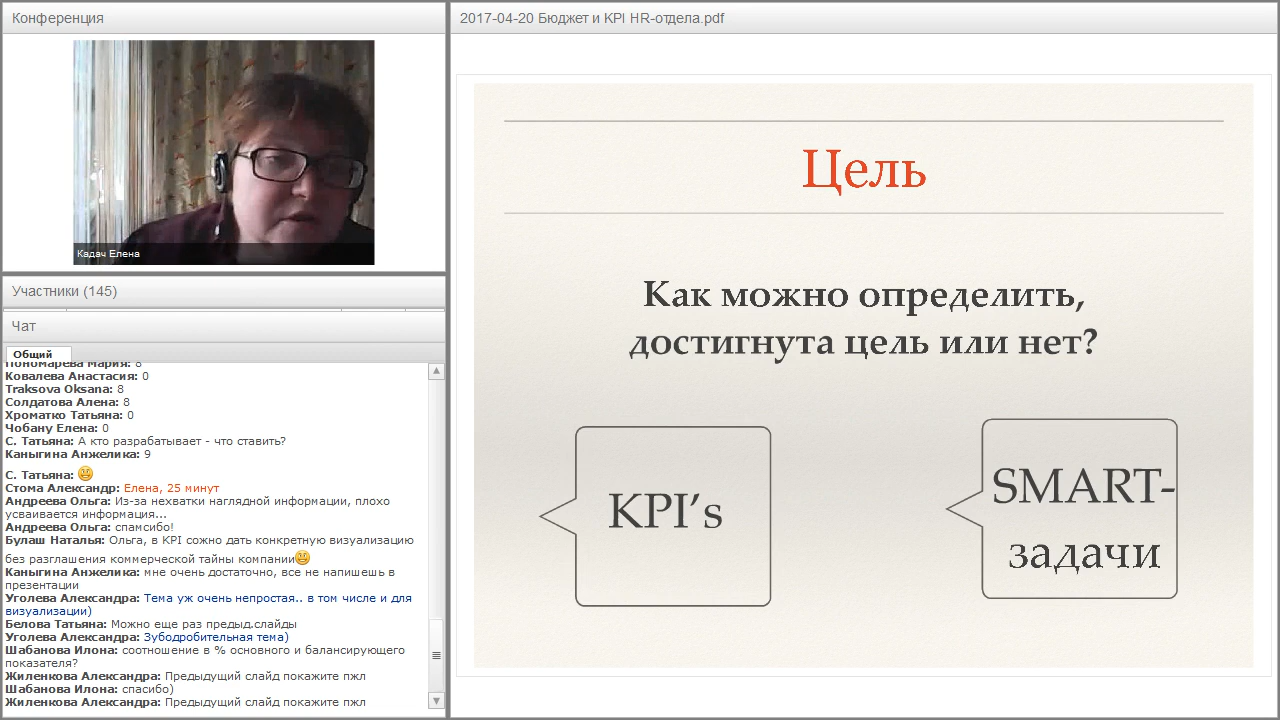 Конференция
Кадач Елена
Участники (145)
Чат
Общий
Пономарева Мария: 8
Ковалева Анастасия: 0
Traksova Oksana: 8
Солдатова Алена: 8
Хроматко Татьяна: 0
Чобану Елена: 0
С. Татьяна: А кто разрабатывает - что ставить?
Каныгина Анжелика: 9
С. Татьяна:
Стома Александр: Елена, 25 минут
Андреева Ольга: Из-за нехватки наглядной информации, плохо
усваивается информация...
Андреева Ольга: спамсибо!
Булаш Наталья: Ольга, в KPI сожно дать конкретную визуализацию
без разглашения коммерческой тайны компании
Каныгина Анжелика: мне очень достаточно, все не напишешь в
презентации
Уголева Александра: Тема уж очень непростая.. в том числе и для
визуализации)
Белова Татьяна: Можно еще раз предыд.слайды
Уголева Александра: Зубодробительная тема)
Шабанова Илона: соотношение в % основного и балансирующего
показателя?
Жиленкова Александра: Предыдущий слайд покажите пжл
Шабанова Илона: спасибо)
Жиленкова Александра: Предыдущий слайд покажите пжл
2017-04-20 Бюджет и KPI HR-отдела.pdf
Цель
Как можно определить,
достигнута цель или нет?
KPI’s
SMART-
задачи